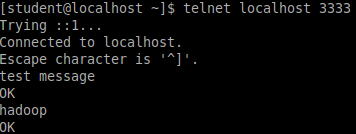 [student@localhost ~]$ telnet localhost 3333
Trying ::1...
Connected to localhost.
Escape character is '^]'.
test message
OK
hadoop
OK